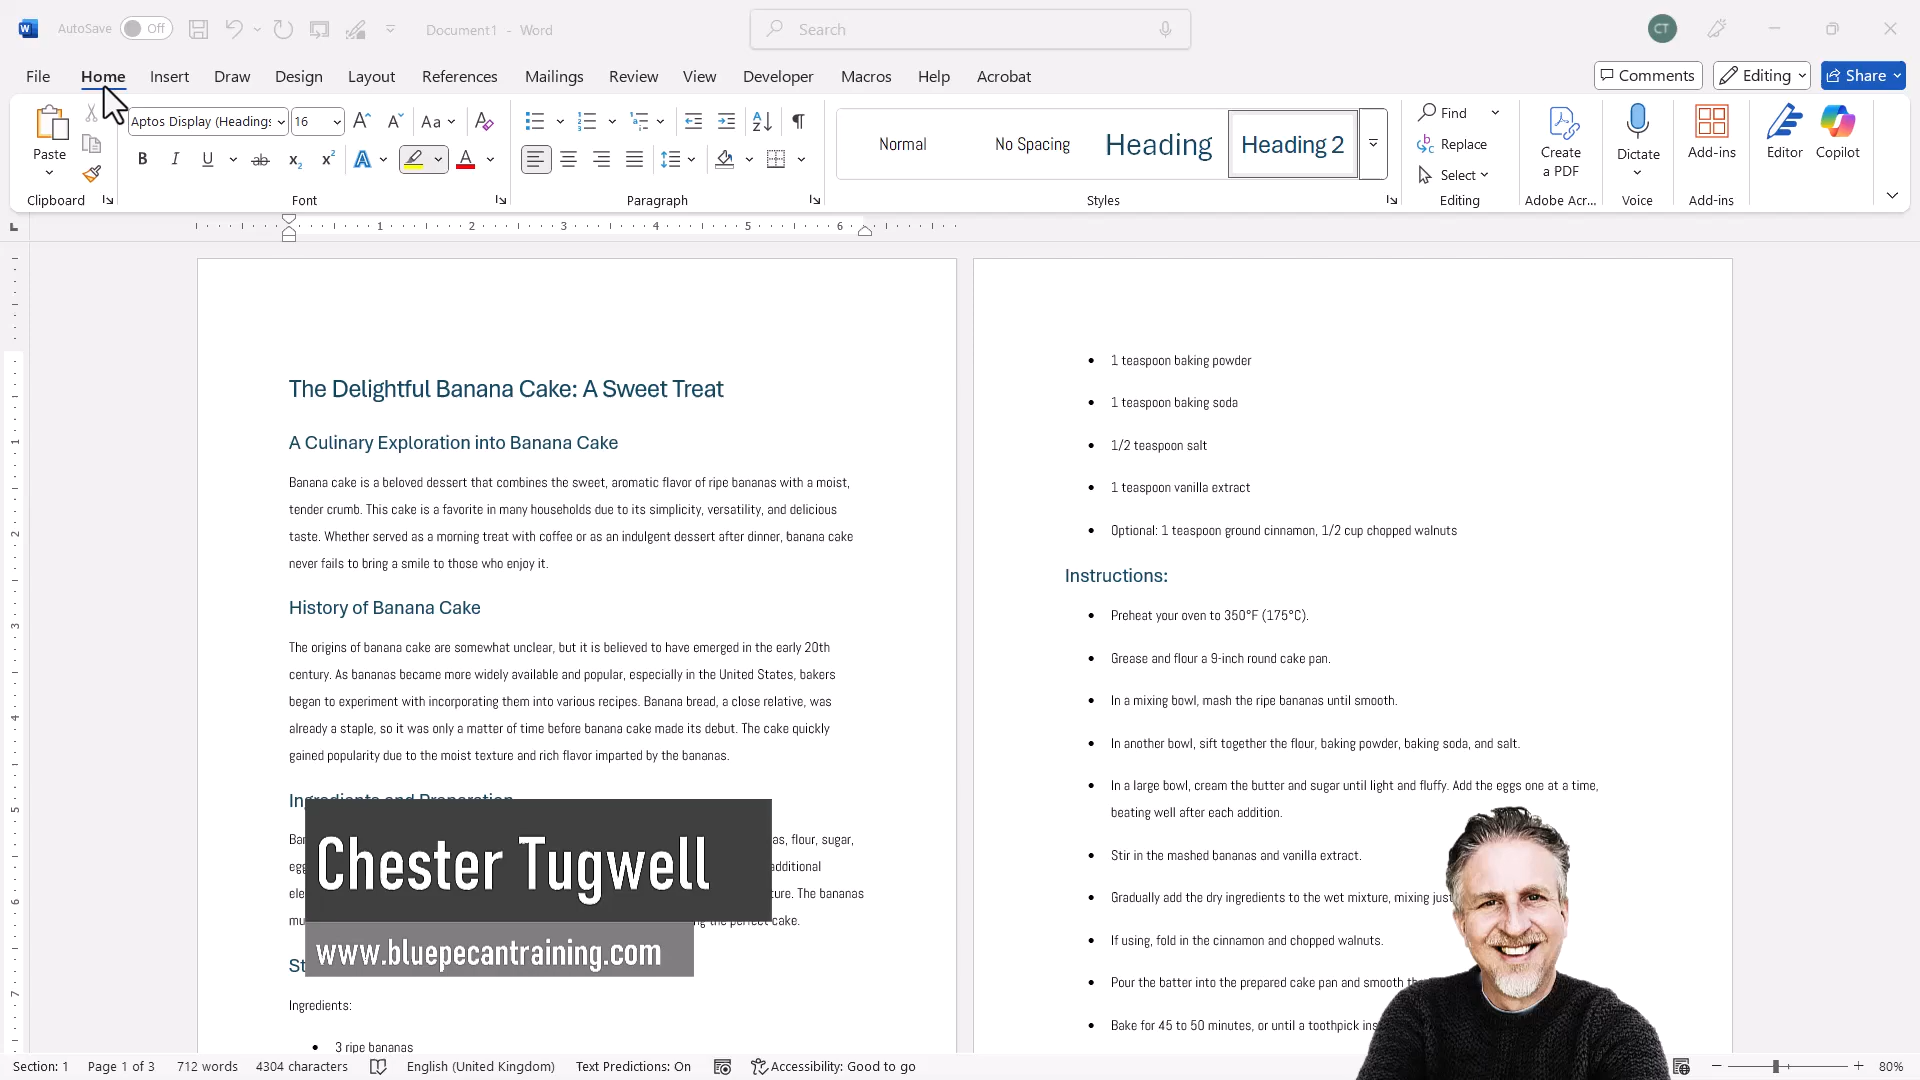 AutoSave Off Document1 - Word Search CT
File Home Insert Draw Design Layout References Mailings Review View Developer Macros Help Acrobat Comments Editing Share
Paste
Clipboard
Aptos Display (Headings 16
Aa
B I U ab x₂ x² A A
Font
Paragraph
Normal No Spacing Heading Heading 2
Styles
Find
Replace
Select
Editing
Create a PDF
Adobe Acr...
Dictate
Voice
Add-ins
Add-ins
Editor
Copilot
1 2 3 4 5 6
The Delightful Banana Cake: A Sweet Treat
A Culinary Exploration into Banana Cake
Banana cake is a beloved dessert that combines the sweet, aromatic flavor of ripe bananas with a moist,
tender crumb. This cake is a favorite in many households due to its simplicity, versatility, and delicious
taste. Whether served as a morning treat with coffee or as an indulgent dessert after dinner, banana cake
never fails to bring a smile to those who enjoy it.
History of Banana Cake
The origins of banana cake are somewhat unclear, but it is believed to have emerged in the early 20th
century. As bananas became more widely available and popular, especially in the United States, bakers
began to experiment with incorporating them into various recipes. Banana bread, a close relative, was
already a staple, so it was only a matter of time before banana cake made its debut. The cake quickly
gained popularity due to the moist texture and rich flavor imparted by the bananas.
Ingredients and Preparation
as, flour, sugar,
additional
The bananas
cake.
Chester Tugwell
www.bluepecantraining.com
Ingredients:
• 3 ripe bananas
• 1 teaspoon baking powder
• 1 teaspoon baking soda
• 1/2 teaspoon salt
• 1 teaspoon vanilla extract
• Optional: 1 teaspoon ground cinnamon, 1/2 cup chopped walnuts
Instructions:
• Preheat your oven to 350°F (175°C).
• Grease and flour a 9-inch round cake pan.
• In a mixing bowl, mash the ripe bananas until smooth.
• In another bowl, sift together the flour, baking powder, baking soda, and salt.
• In a large bowl, cream the butter and sugar until light and fluffy. Add the eggs one at a time,
beating well after each addition.
• Stir in the mashed bananas and vanilla extract.
• Gradually add the dry ingredients to the wet mixture, mixing just
• If using, fold in the cinnamon and chopped walnuts.
• Pour the batter into the prepared cake pan and smooth
• Bake for 45 to 50 minutes, or until a toothpick
Section: 1 Page 1 of 3 712 words 4304 characters English (United Kingdom) Text Predictions: On Accessibility: Good to go 80%